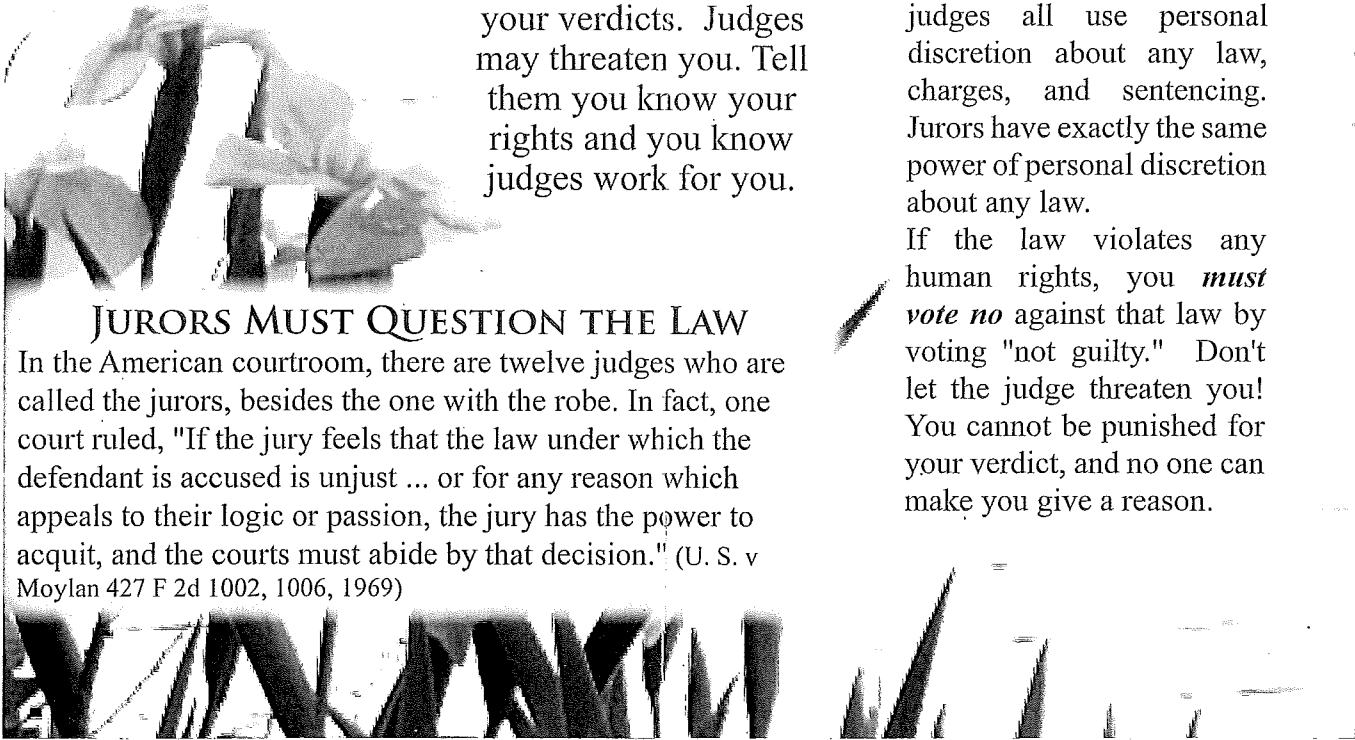 your verdicts. Judges
may threaten you. Tell
them you know your
rights and you know
judges work for you.
JURORS MUST QUESTION THE LAW
In the American courtroom, there are twelve judges who are
called the jurors, besides the one with the robe. In fact, one
court ruled, "If the jury feels that the law under which the
defendant is accused is unjust ... or for any reason which
appeals to their logic or passion, the jury has the power to
acquit, and the courts must abide by that decision." (U. S. v
Moylan 427 F 2d 1002, 1006, 1969)
judges all use personal
discretion about any law,
charges, and sentencing.
Jurors have exactly the same
power of personal discretion
about any law.
If the law violates any
human rights, you must
vote no against that law by
voting "not guilty." Don't
let the judge threaten you!
You cannot be punished for
your verdict, and no one can
make you give a reason.